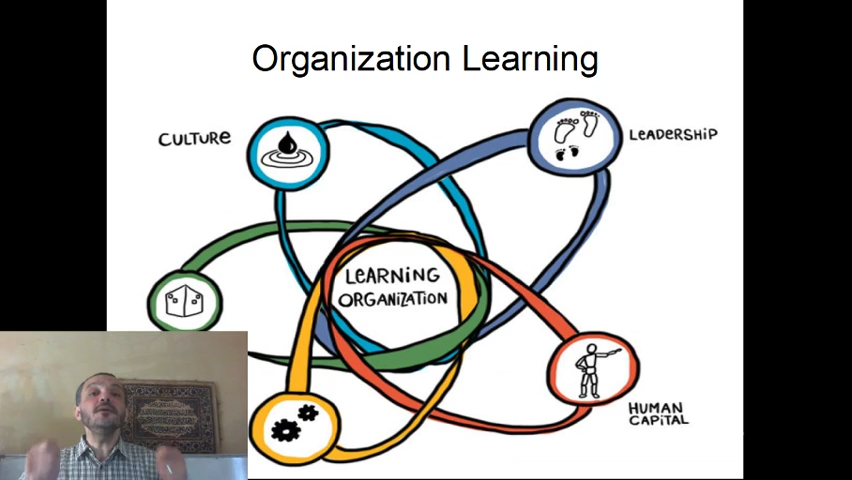 Organization Learning
CULTURE
LEADERSHIP
LEARNING
ORGANIZATION
HUMAN
CAPITAL